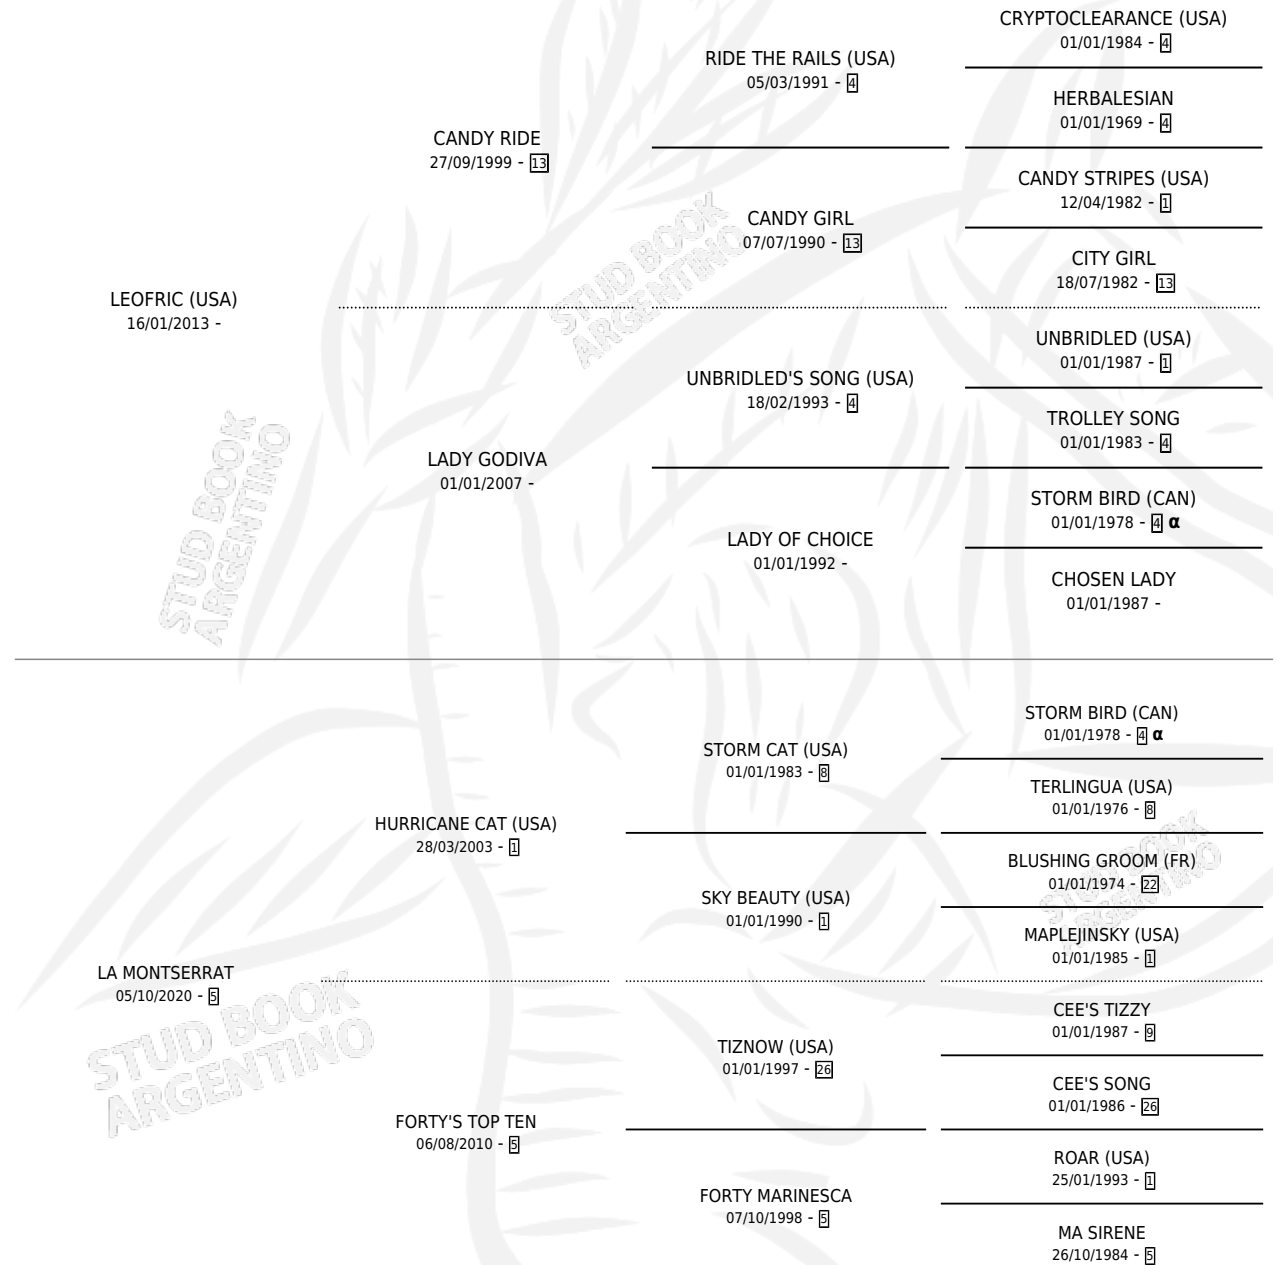 CRYPTOCLEARANCE (USA)
01/01/1984 - 4
RIDE THE RAILS (USA)
05/03/1991 - 4
HERBALESIAN
01/01/1969 - 4
CANDY RIDE
27/09/1999 - 13
CANDY STRIPES (USA)
12/04/1982 - 1
CANDY GIRL
07/07/1990 - 13
CITY GIRL
18/07/1982 - 13
LEOFRIC (USA)
16/01/2013 -
UNBRIDLED (USA)
01/01/1987 - 1
UNBRIDLED'S SONG (USA)
18/02/1993 - 4
TROLLEY SONG
01/01/1983 - 4
LADY GODIVA
01/01/2007 -
STORM BIRD (CAN)
01/01/1978 - 4 α
LADY OF CHOICE
01/01/1992 -
CHOSEN LADY
01/01/1987 -
STORM BIRD (CAN)
01/01/1978 - 4 α
STORM CAT (USA)
01/01/1983 - 8
TERLINGUA (USA)
01/01/1976 - 8
HURRICANE CAT (USA)
28/03/2003 - 1
BLUSHING GROOM (FR)
01/01/1974 - 22
SKY BEAUTY (USA)
01/01/1990 - 1
MAPLEJINSKY (USA)
01/01/1985 - 1
LA MONTSERRAT
05/10/2020 - 5
CEE'S TIZZY
01/01/1987 - 9
TIZNOW (USA)
01/01/1997 - 26
CEE'S SONG
01/01/1986 - 26
FORTY'S TOP TEN
06/08/2010 - 5
ROAR (USA)
25/01/1993 - 1
FORTY MARINESCA
07/10/1998 - 5
MA SIRENE
26/10/1984 - 5
STUD BOOK
ARGENTINO
STUD BOOK
ARGENTINO
STUD BOOK
ARGENTINO
STUD BOOK
ARGENTINO